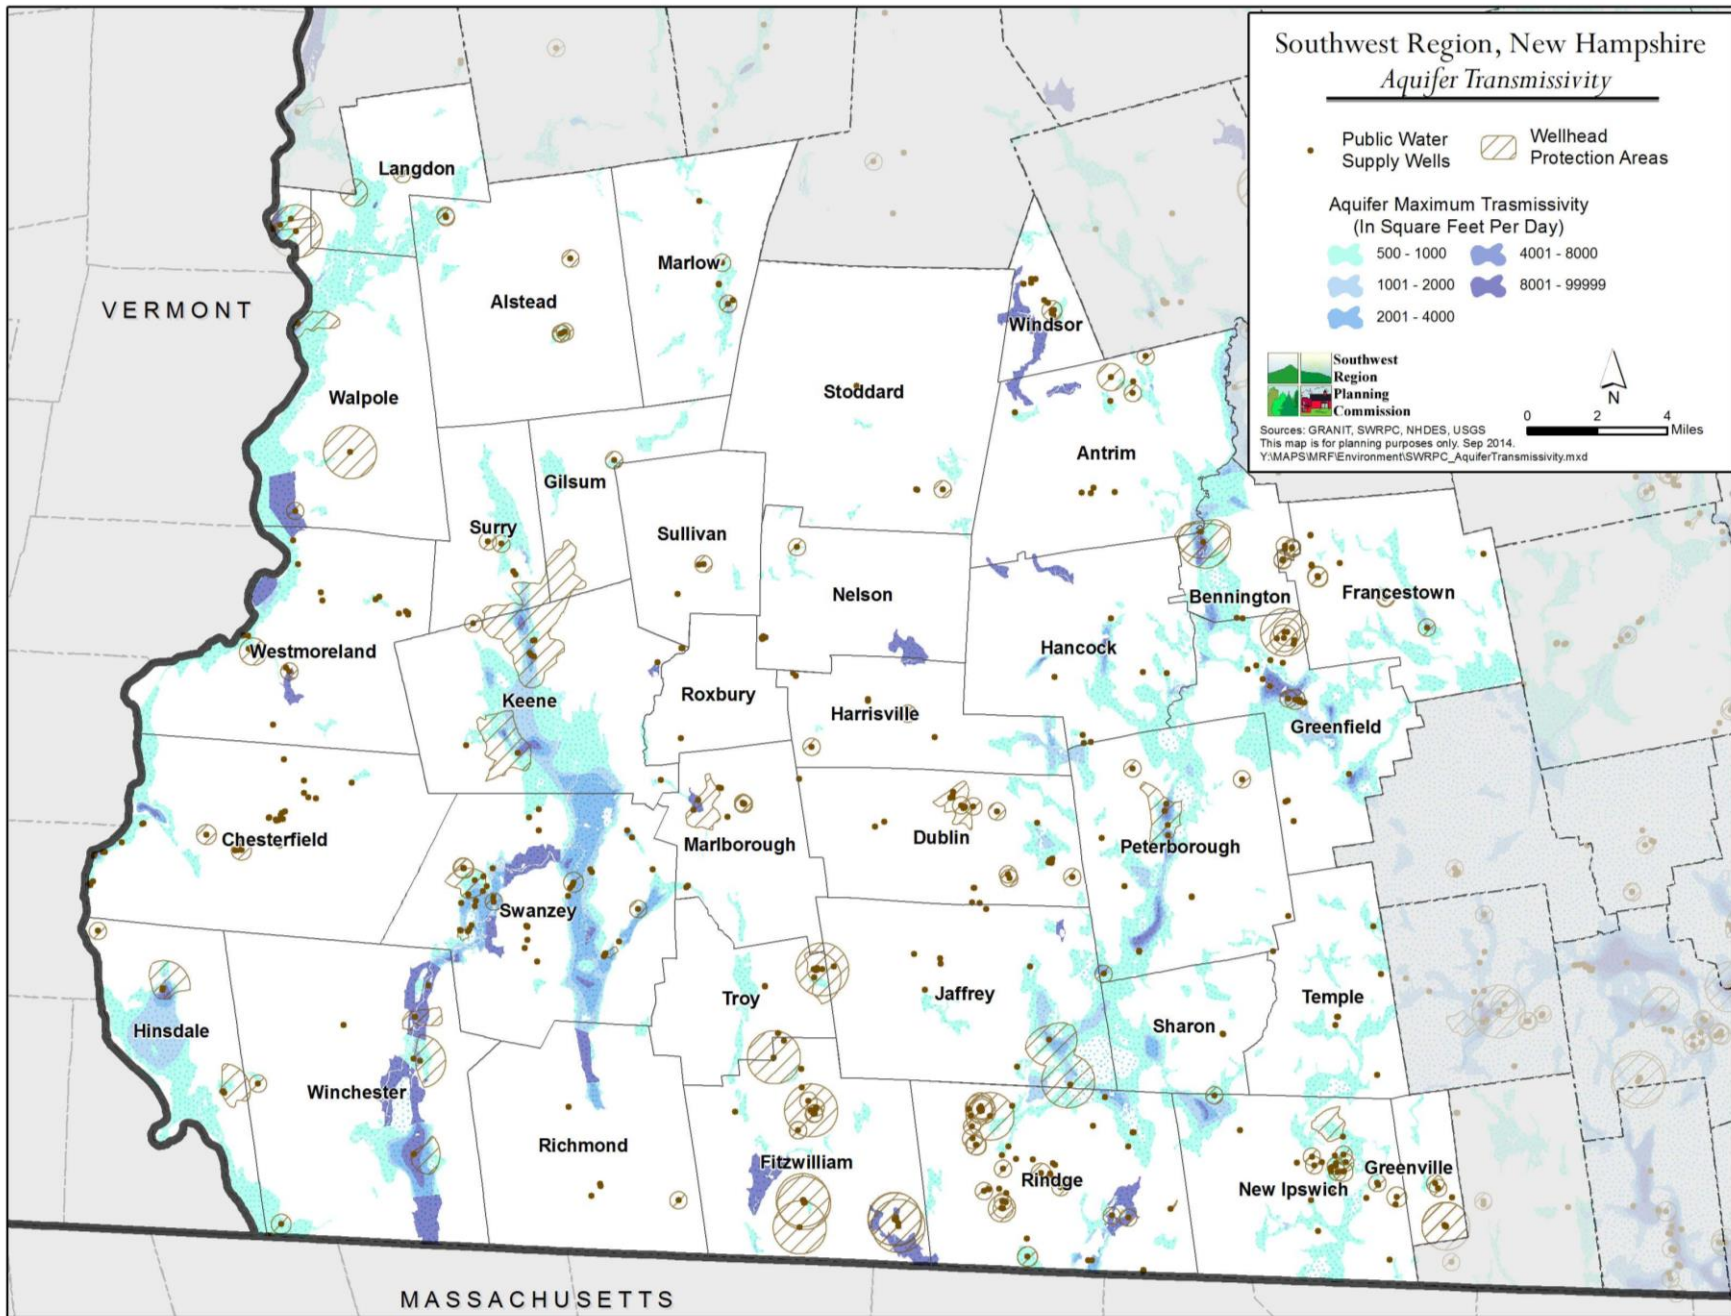 Southwest Region, New Hampshire
Aquifer Transmissivity
Public Water
Supply Wells
Wellhead
Protection Areas
Aquifer Maximum Trasmissivity
(In Square Feet Per Day)
500 - 1000
4001 - 8000
1001 - 2000
8001 - 99999
2001 - 4000
Southwest
Region
Planning
Commission
N
0 2 4
Miles
Sources: GRANIT, SWRPC, NHDES, USGS
This map is for planning purposes only. Sep 2014.
Y:\MAPS\MRF\Environment\SWRPC_AquiferTransmissivity.mxd
Langdon
Marlow
Alstead
VERMONT
Windsor
Walpole
Stoddard
Antrim
Gilsum
Surry
Sullivan
Nelson
Bennington
Francestown
Westmoreland
Hancock
Keene
Roxbury
Harrisville
Greenfield
Chesterfield
Marlborough
Dublin
Peterborough
Swanzey
Troy
Jaffrey
Temple
Hinsdale
Sharon
Winchester
Richmond
Fitzwilliam
Rindge
New Ipswich
Greenville
MASSACHUSETTS